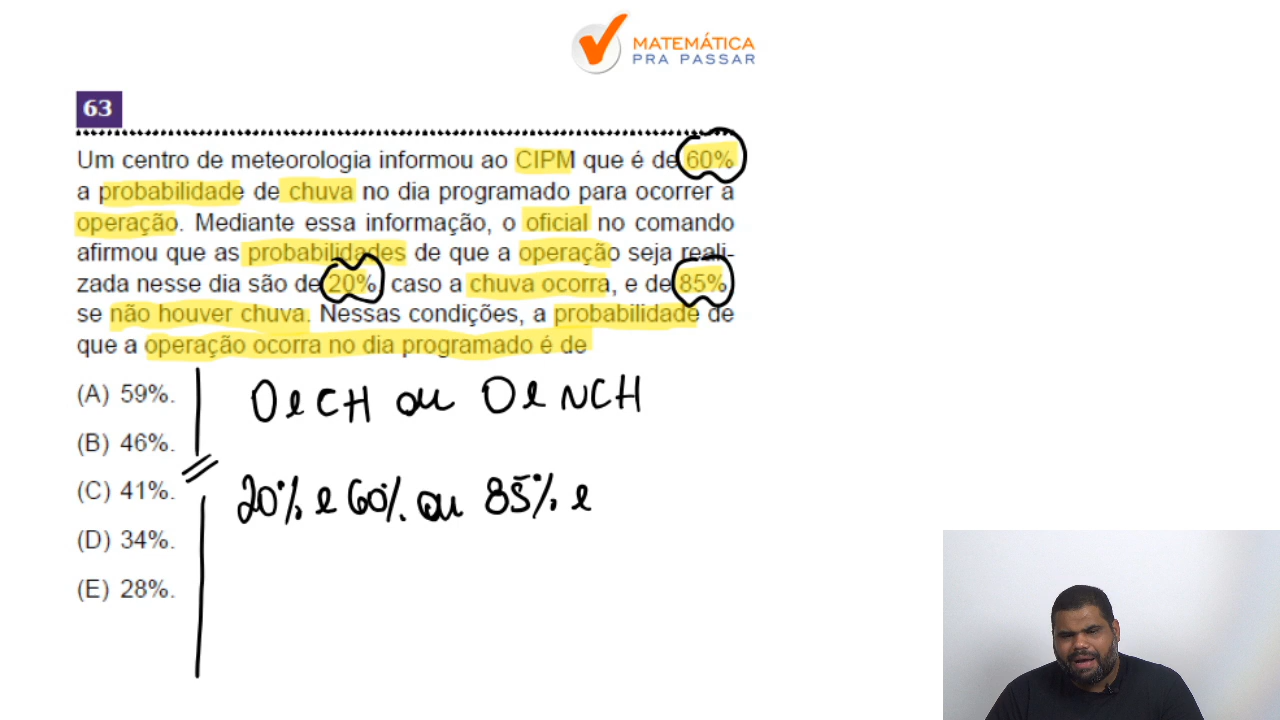 MATEMÁTICA
PRA PASSAR
63
Um centro de meteorologia informou ao CIPM que é de 60%
a probabilidade de chuva no dia programado para ocorrer a
operação. Mediante essa informação, o oficial no comando
afirmou que as probabilidades de que a operação seja reali-
zada nesse dia são de 20%, caso a chuva ocorra, e de 85%
se não houver chuva. Nessas condições, a probabilidade de
que a operação ocorra no dia programado é de
(A) 59%.
(B) 46%.
(C) 41%.
(D) 34%.
(E) 28%.
O e CH ou O e NCH
20% e 60% ou 85% e